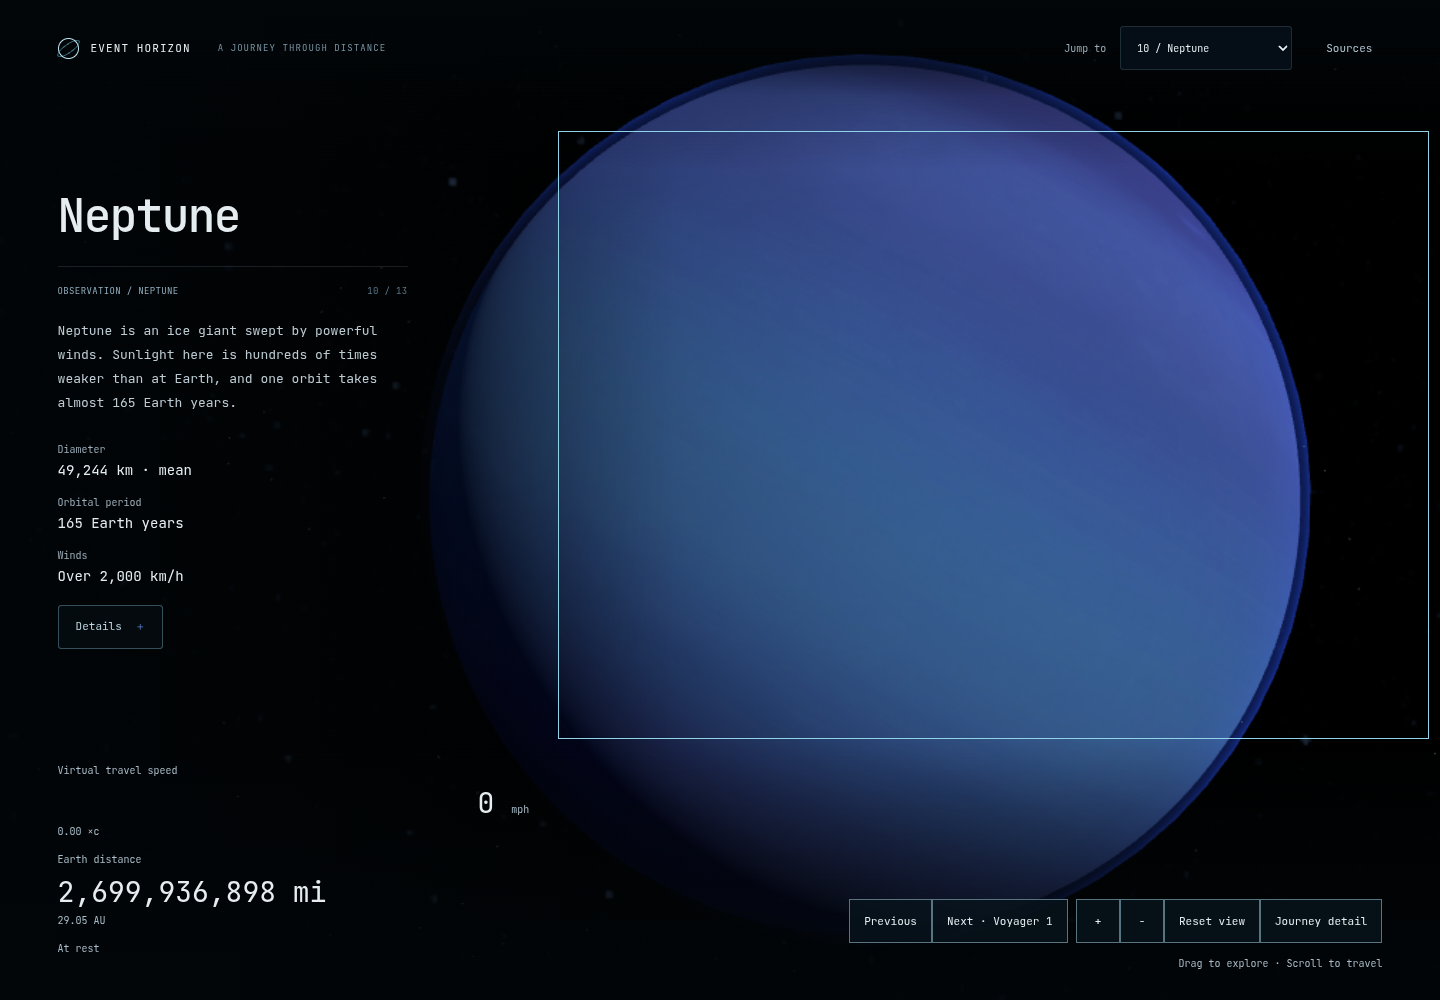 EVENT HORIZON
A JOURNEY THROUGH DISTANCE
Jump to
10 / Neptune
Sources
Neptune
OBSERVATION / NEPTUNE
10 / 13
Neptune is an ice giant swept by powerful
winds. Sunlight here is hundreds of times
weaker than at Earth, and one orbit takes
almost 165 Earth years.
Diameter
49,244 km · mean
Orbital period
165 Earth years
Winds
Over 2,000 km/h
Details +
Virtual travel speed
0 mph
0.00 ×c
Earth distance
2,699,936,898 mi
29.05 AU
At rest
Previous
Next · Voyager 1
+
-
Reset view
Journey detail
Drag to explore · Scroll to travel